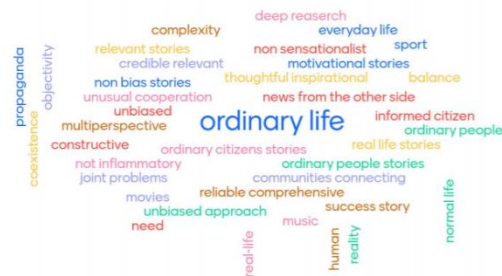 deep reaserch
complexity
everyday life
relevant stories
non sensationalist
sport
credible relevant
motivational stories
propaganda
objectivity
non bias stories
thoughtful inspirational
balance
unusual cooperation
news from the other side
unbiased
ordinary life
informed citizen
multiperspective
ordinary people
coexistence
constructive
ordinary citizens stories
real life stories
not inflammatory
ordinary people stories
joint problems
communities connecting
movies
reliable comprehensive
normal life
unbiased approach
success story
need
music
real-life
human
reality